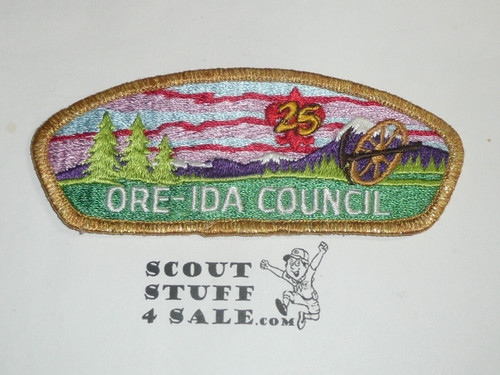 25
ORE-IDA COUNCIL
SCOUT
STUFF
4 SALE.com